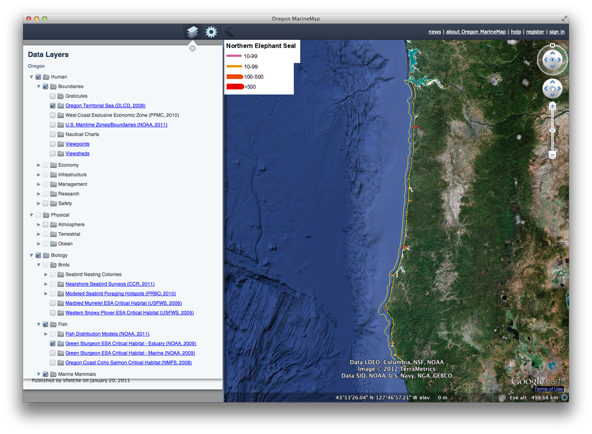 Oregon MarineMap
news | about Oregon MarineMap | help | register | sign in
Data Layers
Oregon
Human
Boundaries
Graticules
Oregon Territorial Sea (DLCD, 2008)
West Coast Exclusive Economic Zone (PFMC, 2010)
U.S. Maritime Zones/Boundaries (NOAA, 2011)
Nautical Charts
Viewpoints
Viewsheds
Economy
Infrastructure
Management
Research
Safety
Physical
Atmosphere
Terrestrial
Ocean
Biology
Birds
Seabird Nesting Colonies
Nearshore Seabird Surveys (CCR, 2011)
Modeled Seabird Foraging Hotspots (PRBO, 2010)
Marbled Murrelet ESA Critical Habitat (USFWS, 2006)
Western Snowy Plover ESA Critical Habitat (USFWS, 2005)
Fish
Fish Distribution Models (NOAA, 2011)
Green Sturgeon ESA Critical Habitat - Estuary (NOAA, 2009)
Green Sturgeon ESA Critical Habitat - Marine (NOAA, 2009)
Oregon Coast Coho Salmon Critical Habitat (NMFS, 2008)
Marine Mammals
Published by on January 20, 2011
Northern Elephant Seal
10-99
10-99
100-500
>500
N
Data LDEO-Columbia, NSF, NOAA
Image © 2012 TerraMetrics
Data SIO, NOAA, U.S. Navy, NGA, GEBCO
Google earth
Terms of Use
43°53'26.04" N 127°46'57.21" W elev 0 m
Eye alt 498.68 km